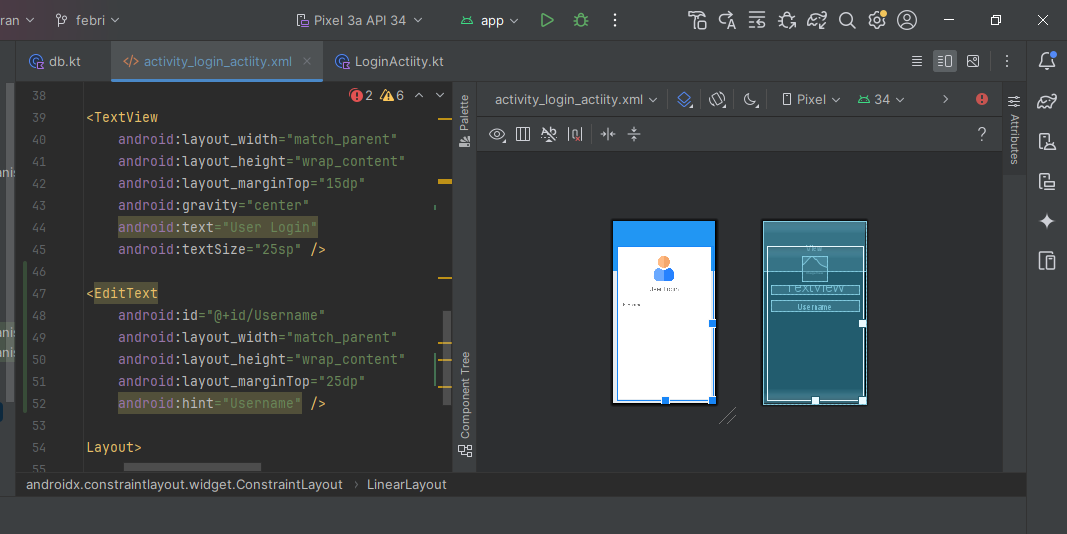 ran febri Pixel 3a API 34 app
db.kt activity_login_actiity.xml LoginActiity.kt
38 2 6
39 <TextView
40 android:layout_width="match_parent"
41 android:layout_height="wrap_content"
42 android:layout_marginTop="15dp"
43 android:gravity="center"
44 android:text="User Login"
45 android:textSize="25sp" />
46
47 <EditText
48 android:id="@+id/Username"
49 android:layout_width="match_parent"
50 android:layout_height="wrap_content"
51 android:layout_marginTop="25dp"
52 android:hint="Username" />
53
54 Layout>
55
Palette
Component Tree
activity_login_actiity.xml Pixel 34
?
Attributes
User Login
View
TextView
Username
androidx.constraintlayout.widget.ConstraintLayout › LinearLayout